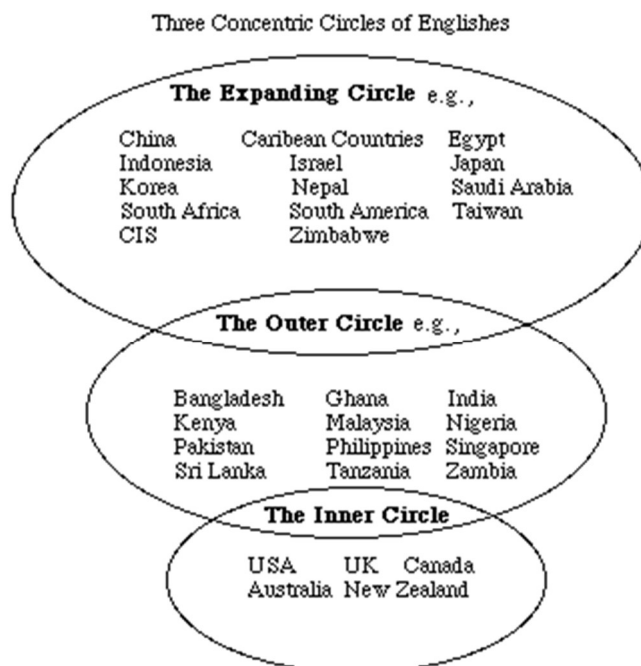 Three Concentric Circles of Englishes
The Expanding Circle e.g.,
China Caribean Countries Egypt
Indonesia Israel Japan
Korea Nepal Saudi Arabia
South Africa South America Taiwan
CIS Zimbabwe
The Outer Circle e.g.,
Bangladesh Ghana India
Kenya Malaysia Nigeria
Pakistan Philippines Singapore
Sri Lanka Tanzania Zambia
The Inner Circle
USA UK Canada
Australia New Zealand